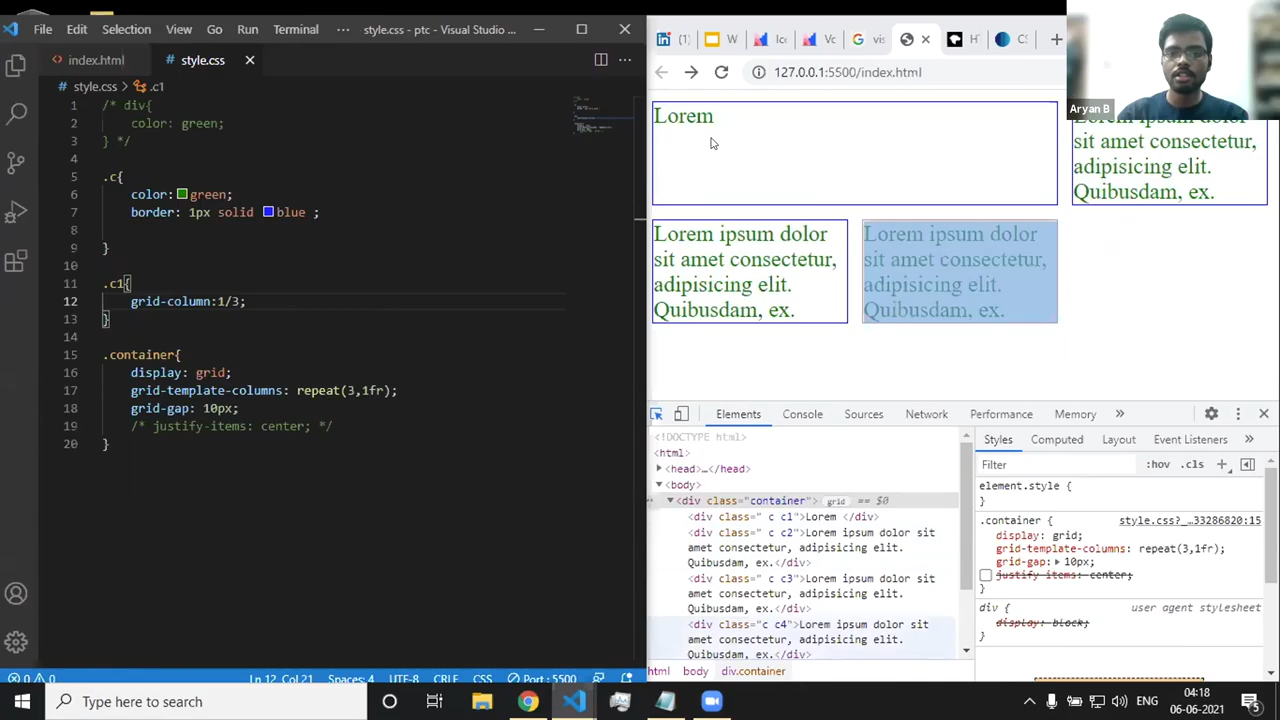 File Edit Selection View Go Run Terminal ··· style.css - ptc - Visual Studio ...
index.html
style.css
style.css > .c1
1 /* div{
2 color: green;
3 } */
4
5 .c{
6 color: green;
7 border: 1px solid blue ;
8
9 }
10
11 .c1{
12 grid-column:1/3;
13 }
14
15 .container{
16 display: grid;
17 grid-template-columns: repeat(3,1fr);
18 grid-gap: 10px;
19 /* justify-items: center; */
20 }
0 0
Ln 12, Col 21 Spaces: 4 UTF-8 CRLF CSS Port : 5500
(1)
W
Ice
Vc
vis
H
CS
127.0.0.1:5500/index.html
Aryan B
Lorem
Lorem ipsum dolor
sit amet consectetur,
adipisicing elit.
Quibusdam, ex.
Lorem ipsum dolor
sit amet consectetur,
adipisicing elit.
Quibusdam, ex.
Lorem ipsum dolor
sit amet consectetur,
adipisicing elit.
Quibusdam, ex.
Elements Console Sources Network Performance Memory »
<!DOCTYPE html>
<html>
<head>…</head>
<body>
<div class="container"> grid == $0
<div class=" c c1">Lorem </div>
<div class=" c c2">Lorem ipsum dolor sit
amet consectetur, adipisicing elit.
Quibusdam, ex.</div>
<div class=" c c3">Lorem ipsum dolor sit
amet consectetur, adipisicing elit.
Quibusdam, ex.</div>
<div class="c c4">Lorem ipsum dolor sit
amet consectetur, adipisicing elit.
Quibusdam, ex.</div>
html body div.container
Styles Computed Layout Event Listeners »
Filter :hov .cls +
element.style {
}
.container { style.css?_…33286820:15
display: grid;
grid-template-columns: repeat(3,1fr);
grid-gap: 10px;
justify-items: center;
}
div { user agent stylesheet
display: block;
}
Type here to search
ENG
04:18
06-06-2021
5